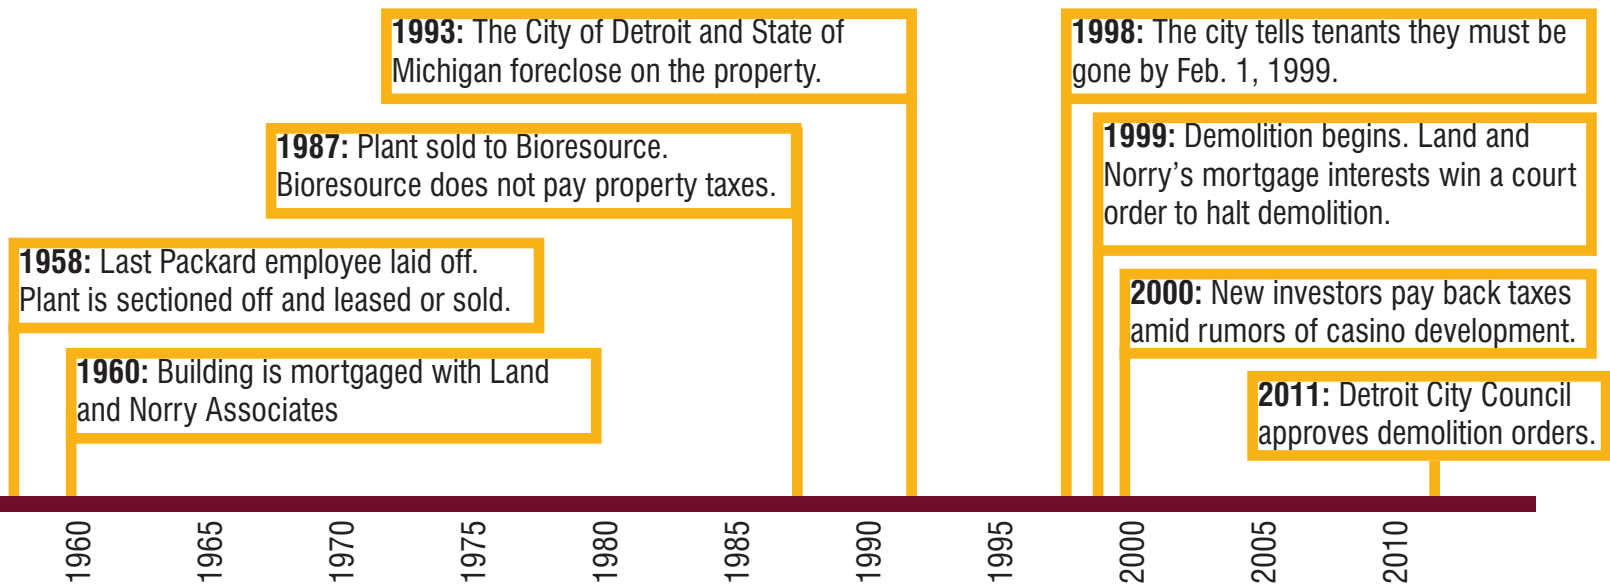 1993: The City of Detroit and State of
Michigan foreclose on the property.
1998: The city tells tenants they must be
gone by Feb. 1, 1999.
1987: Plant sold to Bioresource.
Bioresource does not pay property taxes.
1999: Demolition begins. Land and
Norry’s mortgage interests win a court
order to halt demolition.
1958: Last Packard employee laid off.
Plant is sectioned off and leased or sold.
2000: New investors pay back taxes
amid rumors of casino development.
1960: Building is mortgaged with Land
and Norry Associates
2011: Detroit City Council
approves demolition orders.
1960
1965
1970
1975
1980
1985
1990
1995
2000
2005
2010